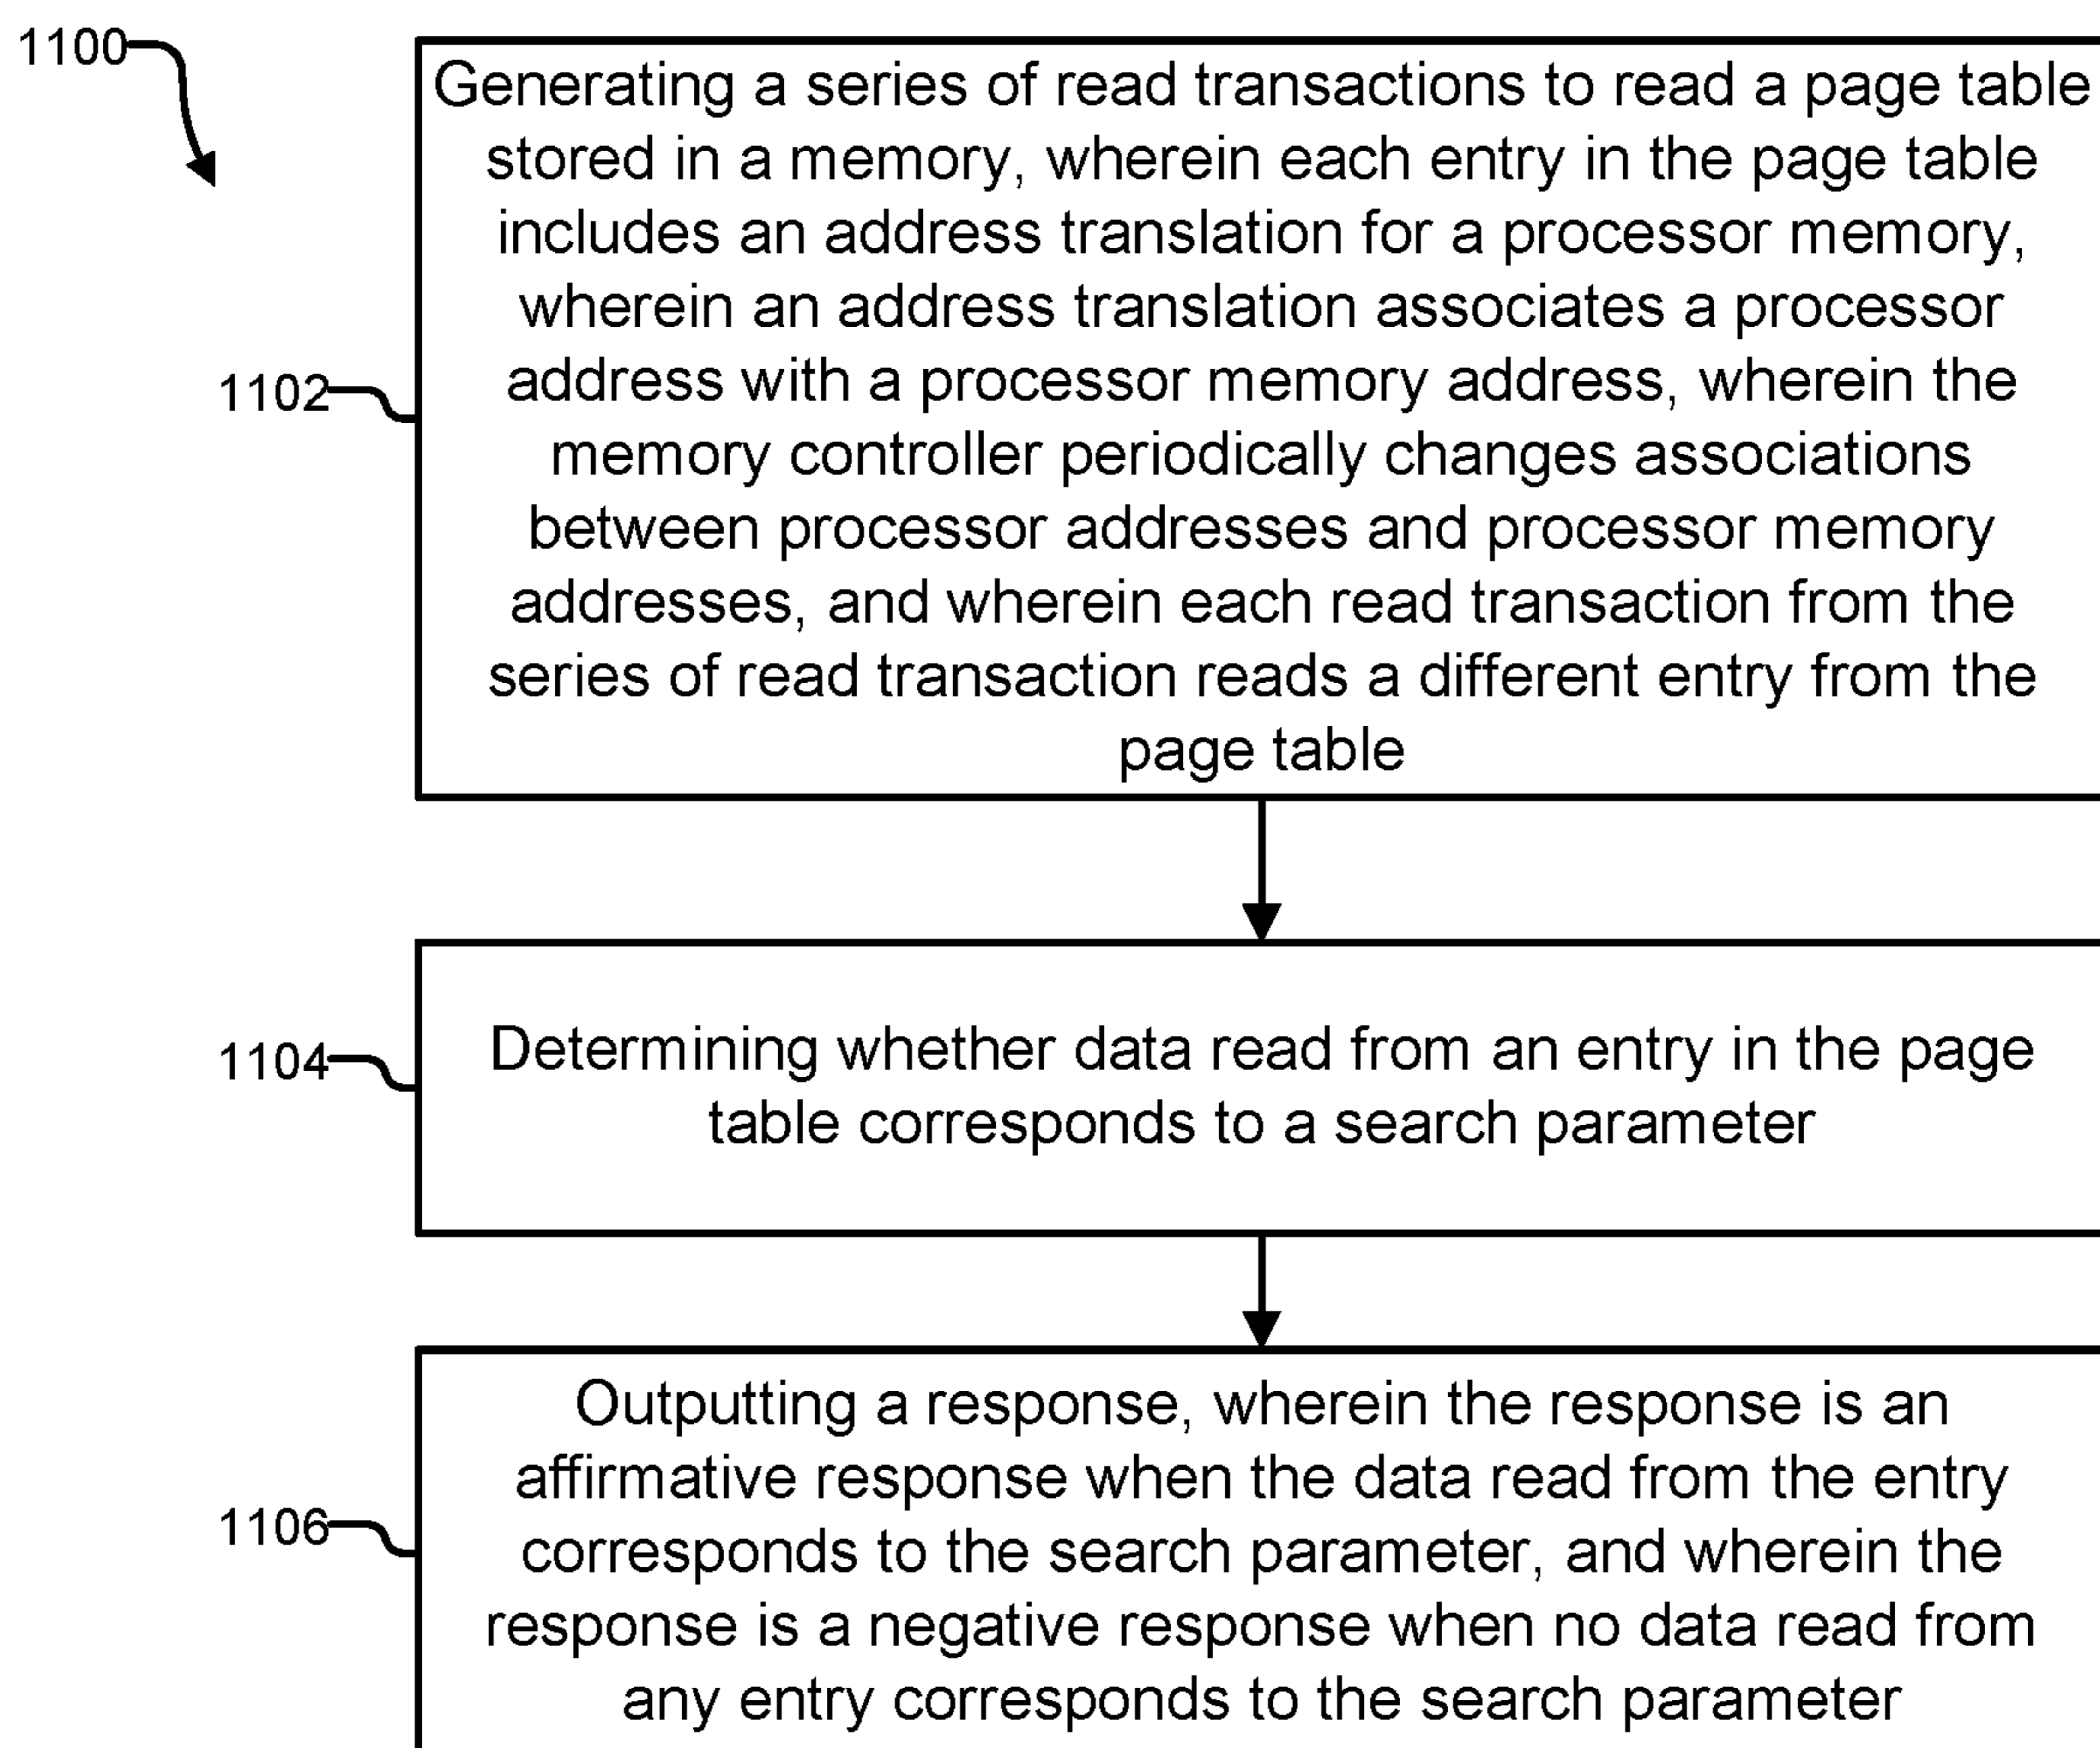 1100
Generating a series of read transactions to read a page table
stored in a memory, wherein each entry in the page table
includes an address translation for a processor memory,
wherein an address translation associates a processor
address with a processor memory address, wherein the
memory controller periodically changes associations
between processor addresses and processor memory
addresses, and wherein each read transaction from the
series of read transaction reads a different entry from the
page table
1102
Determining whether data read from an entry in the page
table corresponds to a search parameter
1104
Outputting a response, wherein the response is an
affirmative response when the data read from the entry
corresponds to the search parameter, and wherein the
response is a negative response when no data read from
any entry corresponds to the search parameter
1106